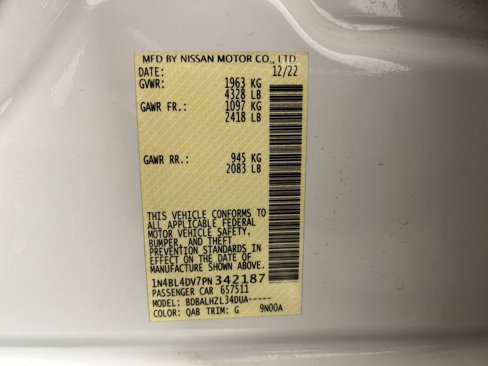 MFD BY NISSAN MOTOR CO., LTD.
DATE: 12/22
GVWR: 1963 KG
4328 LB
GAWR FR.: 1097 KG
2418 LB
GAWR RR.: 945 KG
2083 LB
THIS VEHICLE CONFORMS TO
ALL APPLICABLE FEDERAL
MOTOR VEHICLE SAFETY,
BUMPER, AND THEFT
PREVENTION STANDARDS IN
EFFECT ON THE DATE OF
MANUFACTURE SHOWN ABOVE.
1N4BL4DV7PN342187
PASSENGER CAR 657511
MODEL: BDBALHZL34DUA-----
COLOR: QAB TRIM: G 9N00A